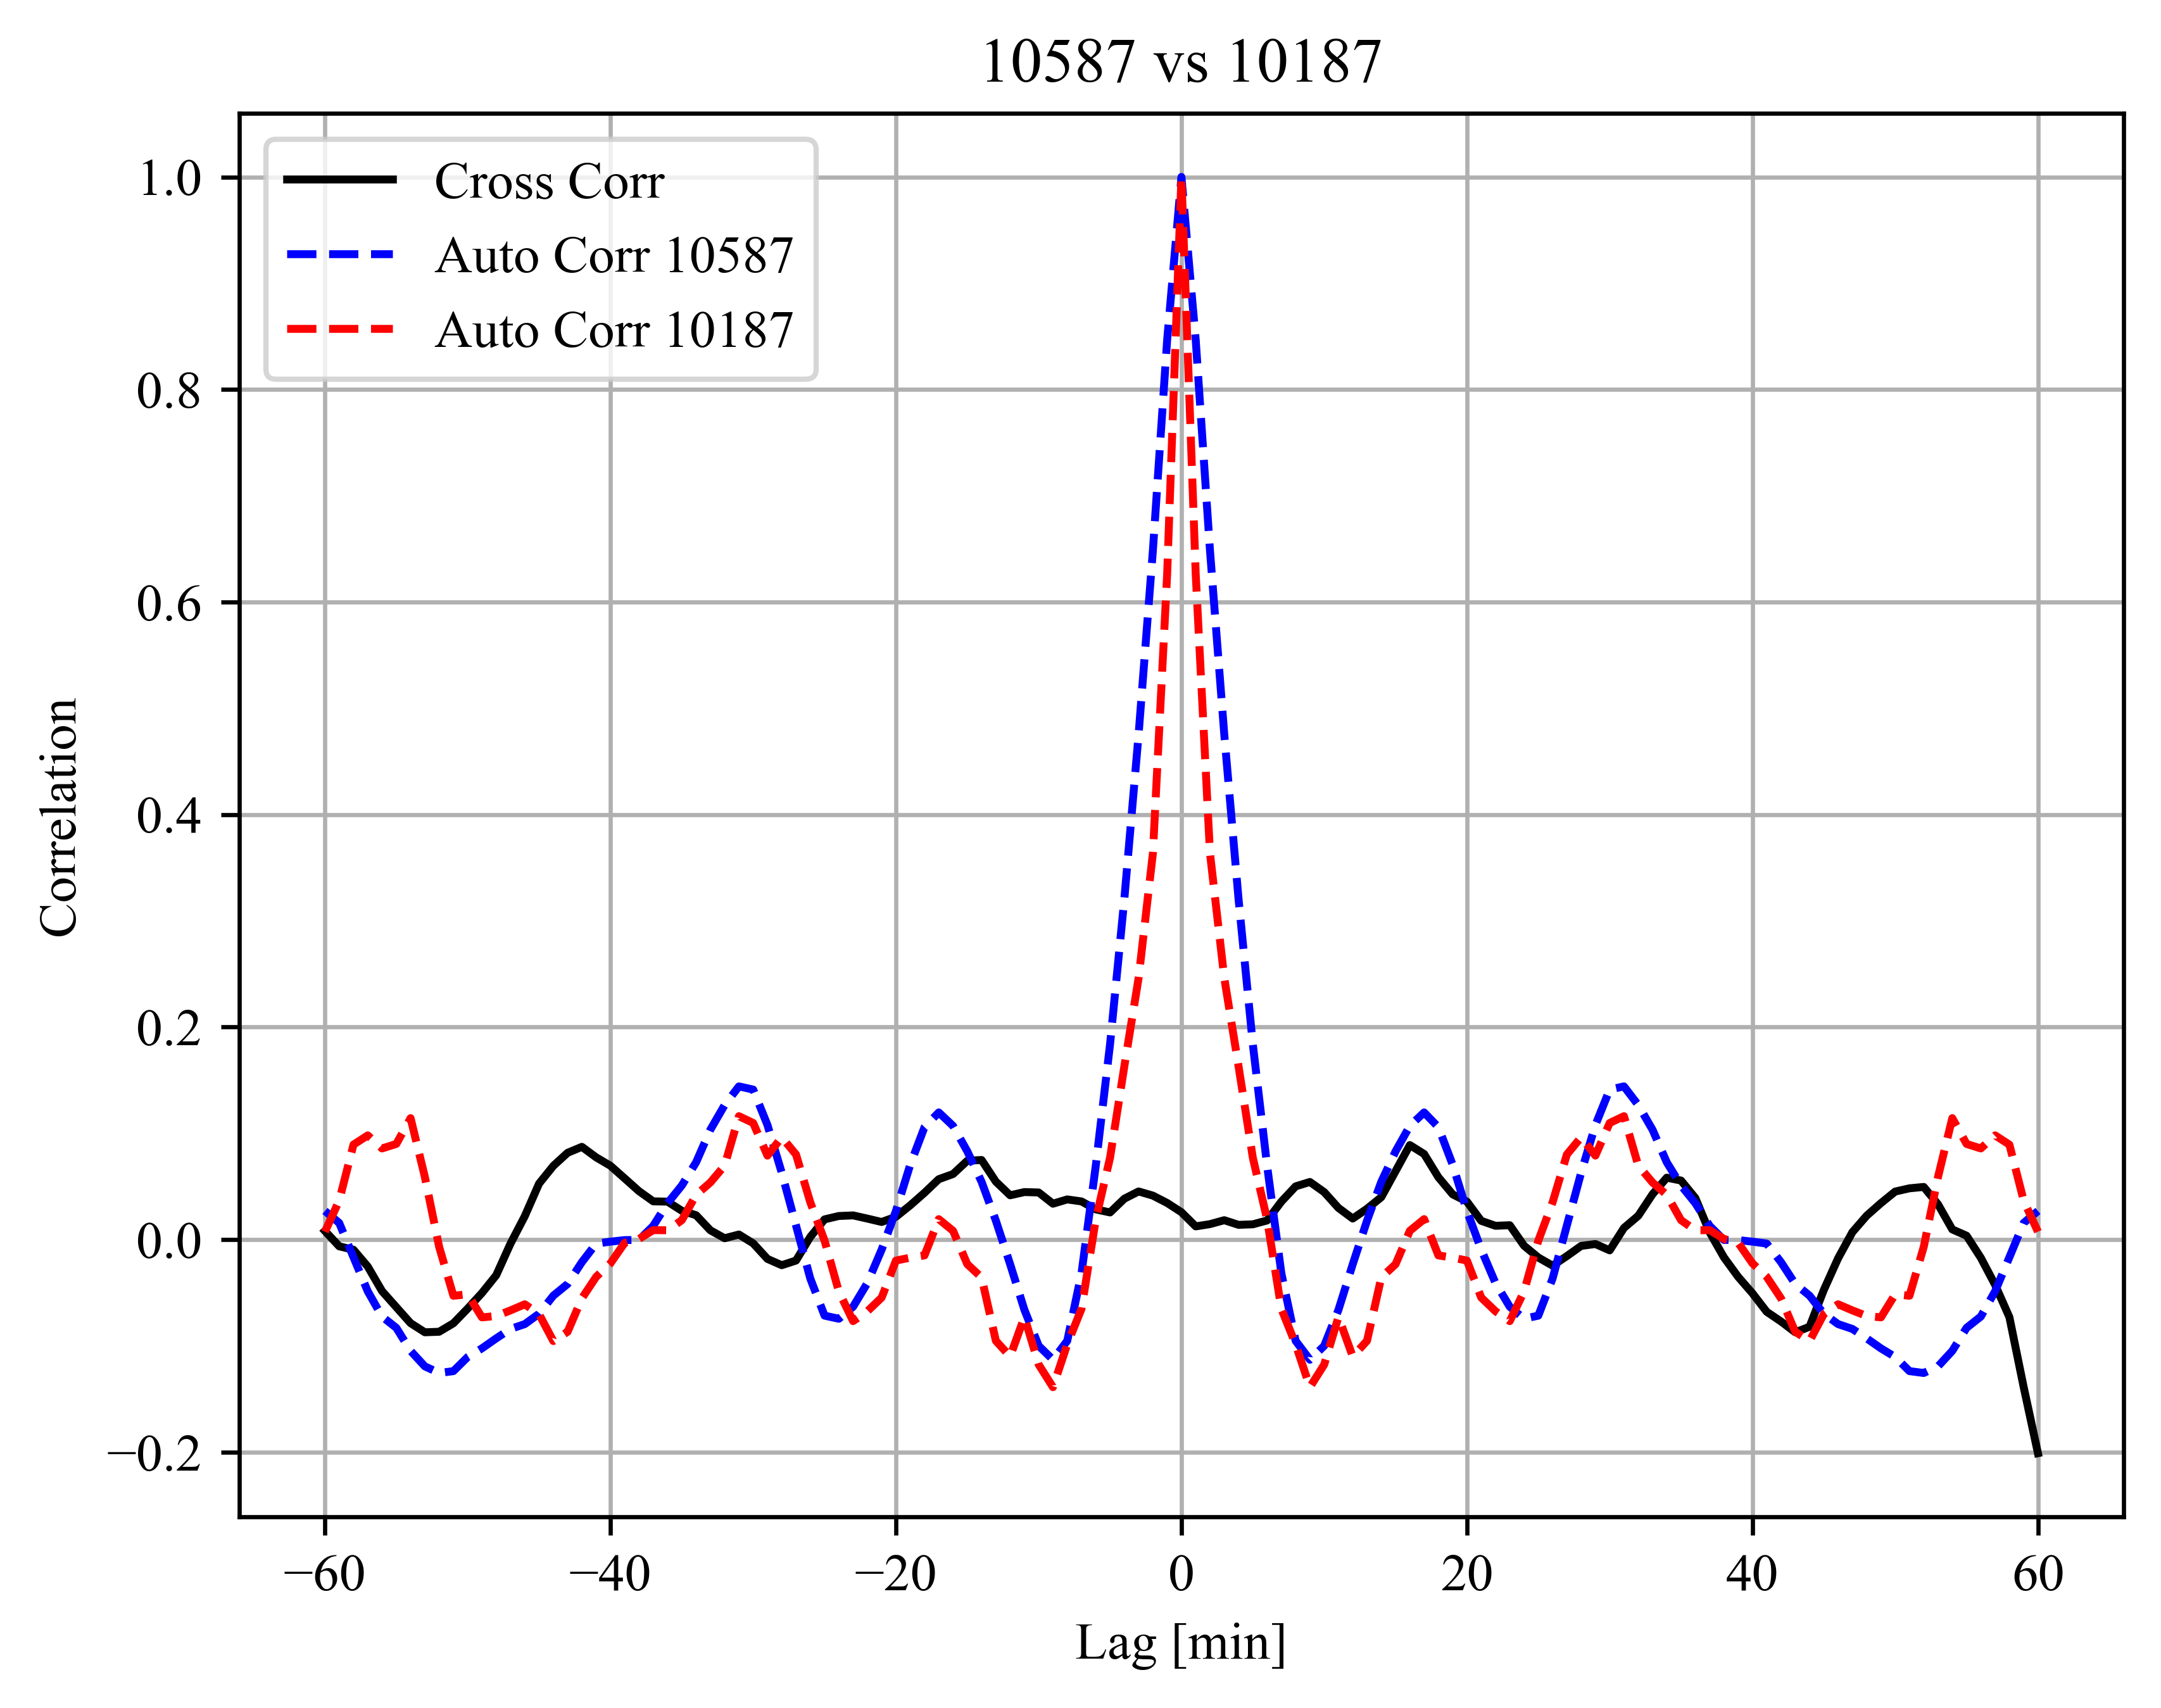 10587 vs 10187
Cross Corr
Auto Corr 10587
Auto Corr 10187
1.0
0.8
0.6
0.4
0.2
0.0
−0.2
Correlation
−60 −40 −20 0 20 40 60
Lag [min]